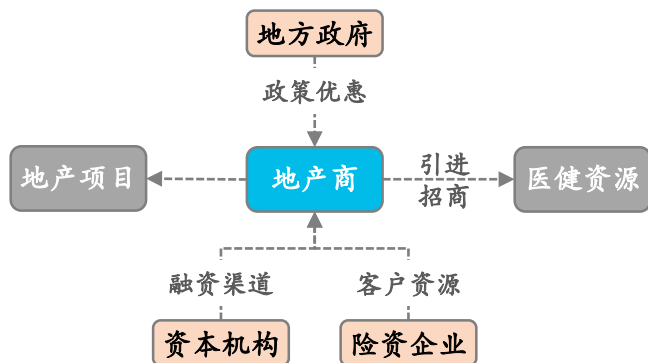 地方政府
政策优惠
地产项目
地产商
引进
招商
医健资源
融资渠道
客户资源
资本机构
险资企业